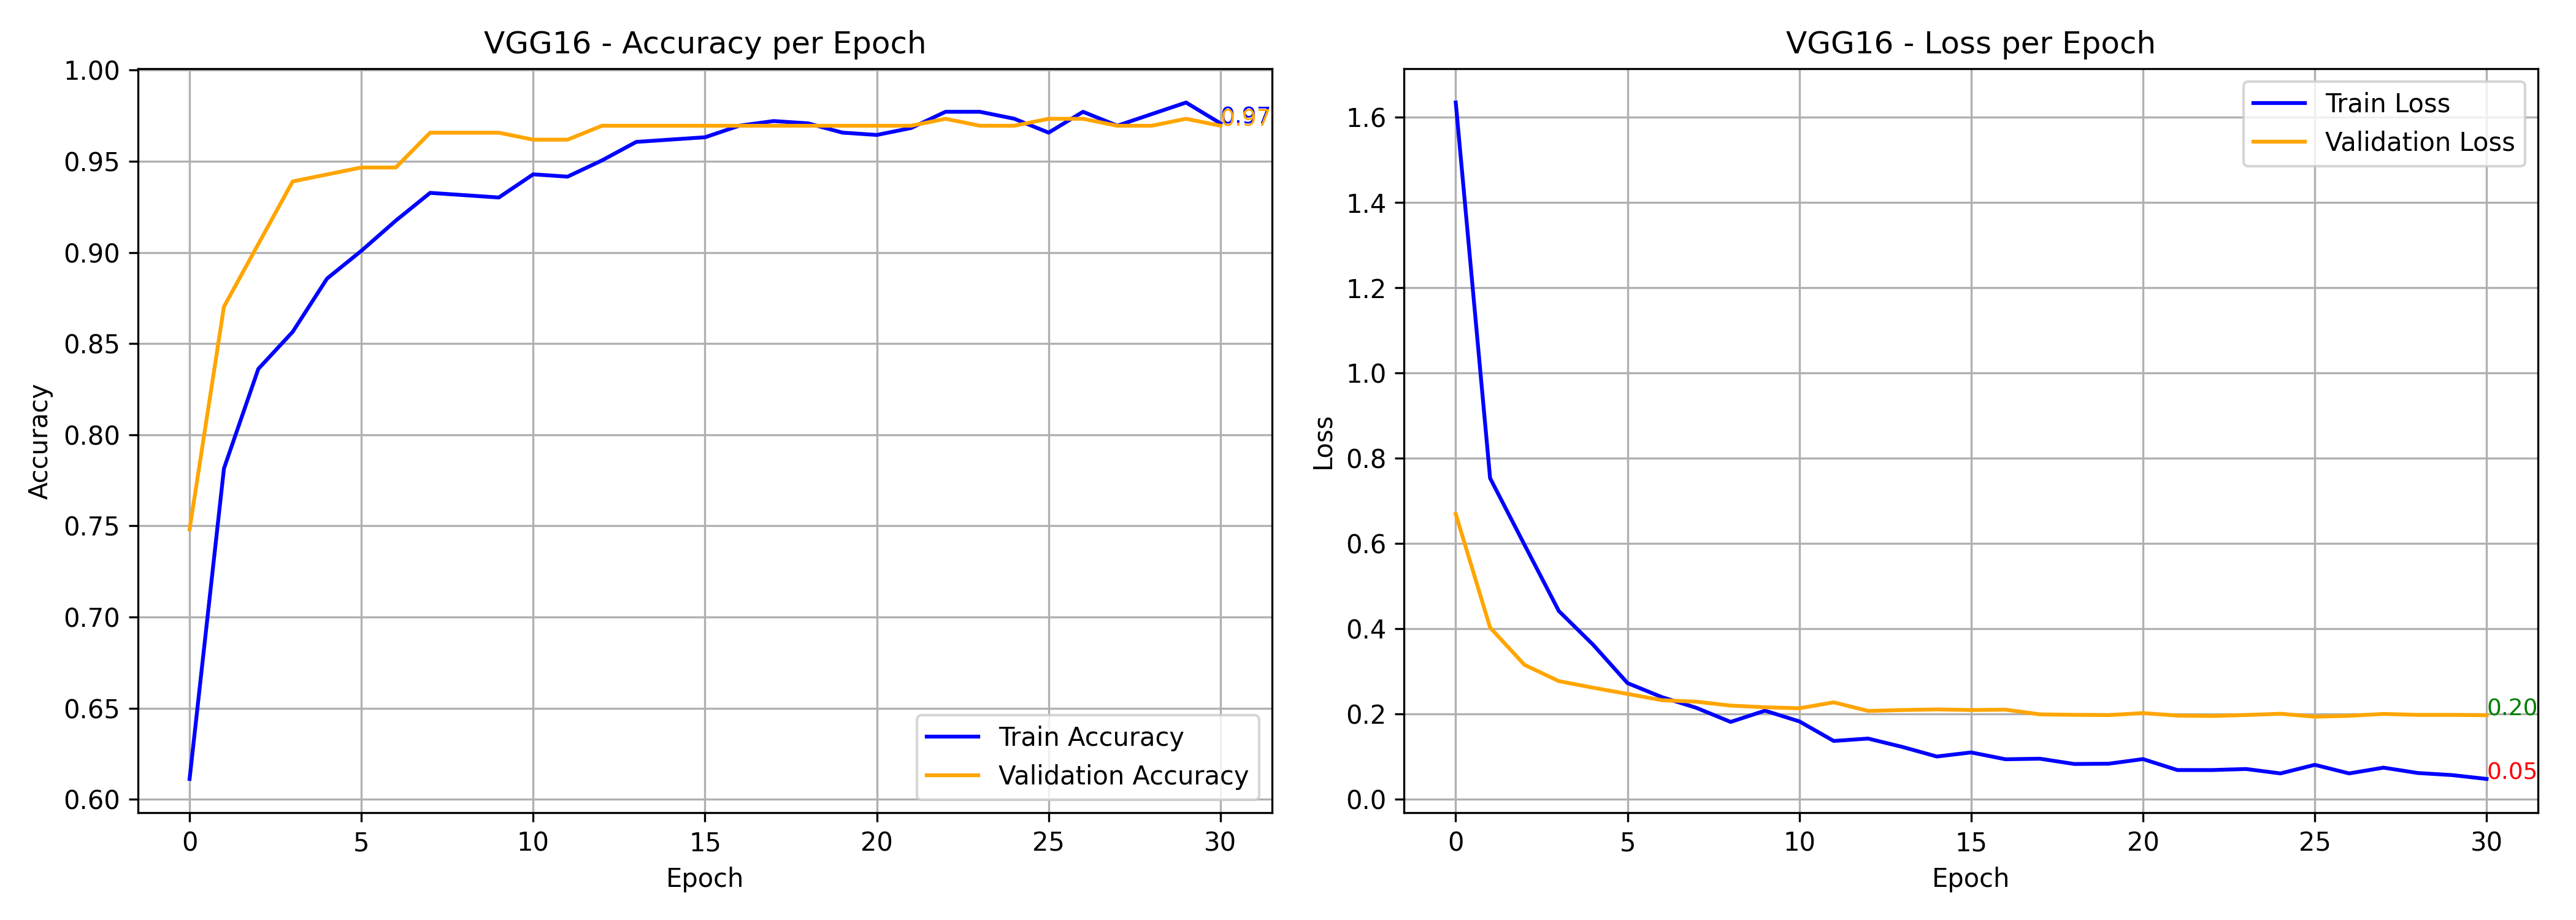 VGG16 - Accuracy per Epoch
1.00
0.95
0.90
0.85
0.80
0.75
0.70
0.65
0.60
Accuracy
0.97
0.97
Train Accuracy
Validation Accuracy
0 5 10 15 20 25 30
Epoch
VGG16 - Loss per Epoch
1.6
1.4
1.2
1.0
0.8
0.6
0.4
0.2
0.0
Loss
Train Loss
Validation Loss
0.20
0.05
0 5 10 15 20 25 30
Epoch